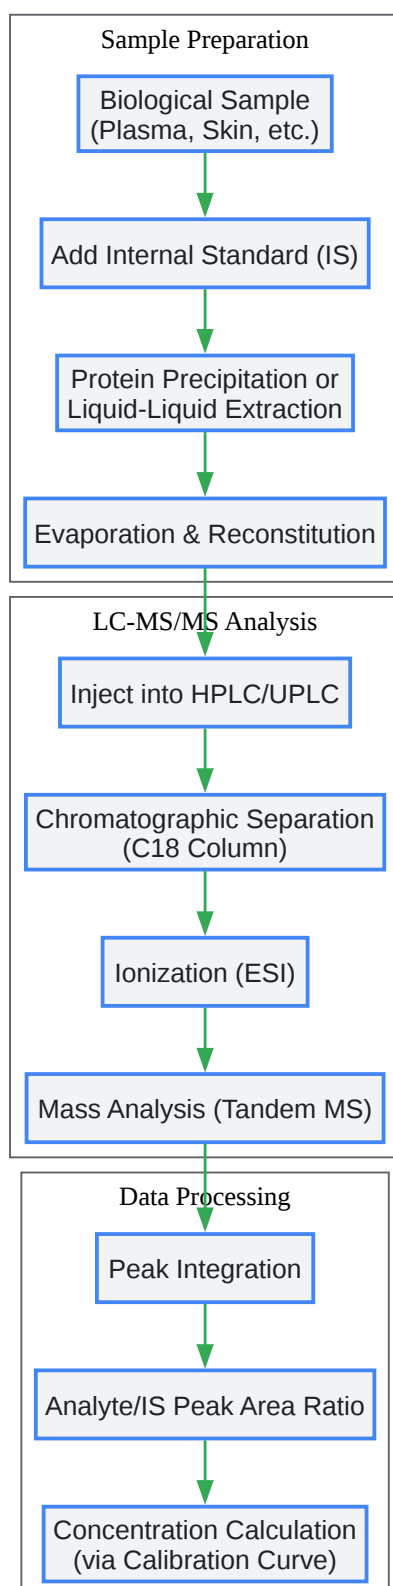 Sample Preparation
Biological Sample
(Plasma, Skin, etc.)
Add Internal Standard (IS)
Protein Precipitation or
Liquid-Liquid Extraction
Evaporation & Reconstitution
LC-MS/MS Analysis
Inject into HPLC/UPLC
Chromatographic Separation
(C18 Column)
Ionization (ESI)
Mass Analysis (Tandem MS)
Data Processing
Peak Integration
Analyte/IS Peak Area Ratio
Concentration Calculation
(via Calibration Curve)